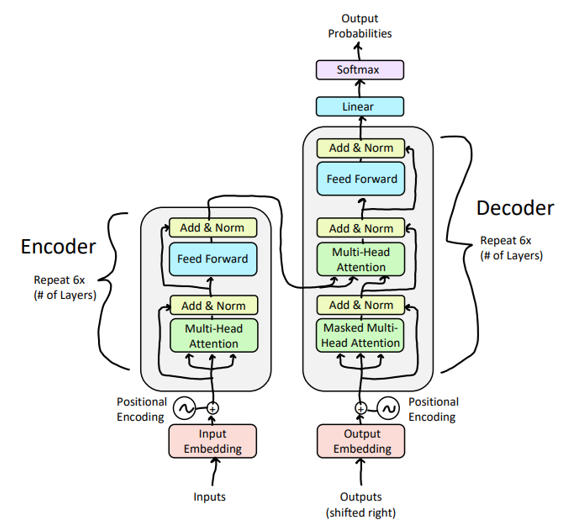 Output
Probabilities
Softmax
Linear
Add & Norm
Feed Forward
Add & Norm
Multi-Head
Attention
Add & Norm
Masked Multi-
Head Attention
Decoder
Repeat 6x
(# of Layers)
Encoder
Repeat 6x
(# of Layers)
Add & Norm
Feed Forward
Add & Norm
Multi-Head
Attention
Positional
Encoding
Positional
Encoding
Input
Embedding
Output
Embedding
Inputs
Outputs
(shifted right)